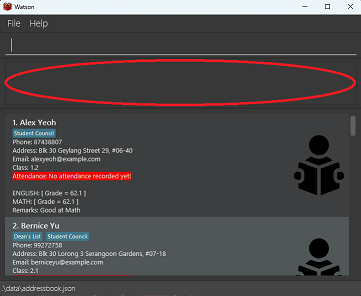 Watson
File Help
1. Alex Yeoh
Student Council
Phone: 87438807
Address: Blk 30 Geylang Street 29, #06-40
Email: alexyeoh@example.com
Class: 1.2
Attendance: No attendance recorded yet!
ENGLISH: [ Grade = 62.1 ]
MATH: [ Grade = 62.1 ]
Remarks: Good at Math
2. Bernice Yu
Dean's List Student Council
Phone: 99272758
Address: Blk 30 Lorong 3 Serangoon Gardens, #07-18
Email: berniceyu@example.com
Class: 2.1
.\data\addressbook.json